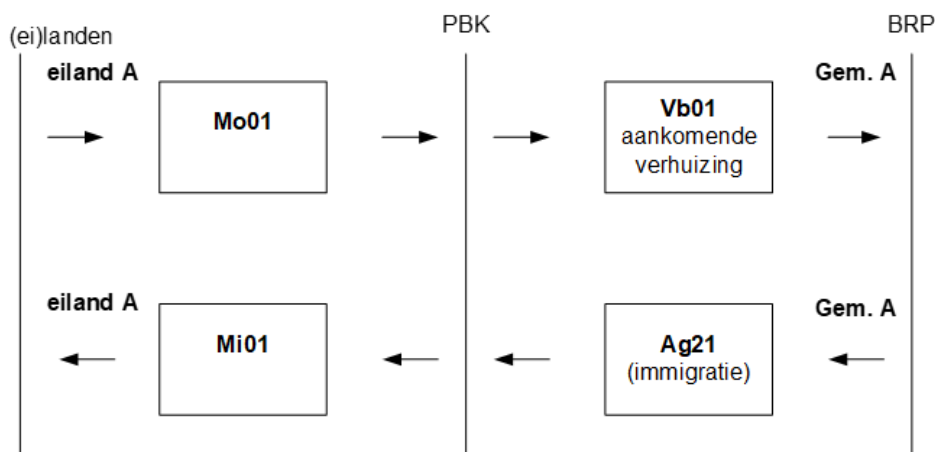 (ei)landen
PBK
BRP
eiland A
Gem. A
Mo01
Vb01
aankomende
verhuizing
eiland A
Gem. A
Mi01
Ag21
(immigratie)